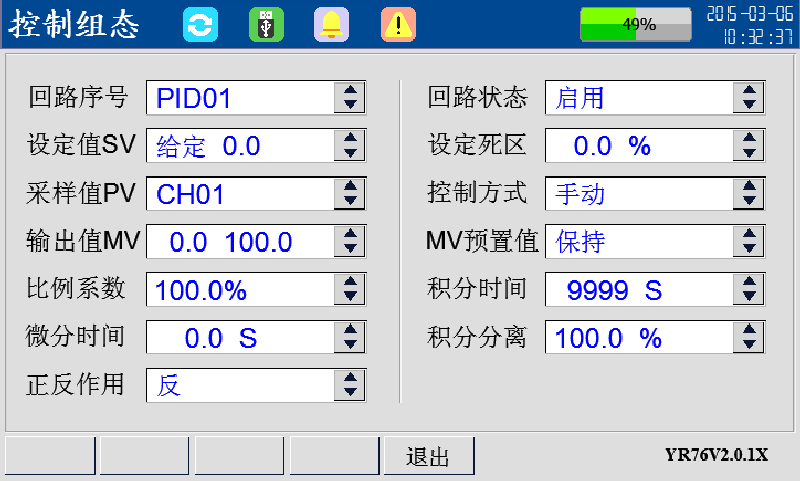 控制组态
49%
2015-03-06
10:32:37
回路序号 PID01 回路状态 启用
设定值SV 给定 0.0 设定死区 0.0 %
采样值PV CH01 控制方式 手动
输出值MV 0.0 100.0 MV预置值 保持
比例系数 100.0% 积分时间 9999 S
微分时间 0.0 S 积分分离 100.0 %
正反作用 反
退出
YR76V2.0.1X